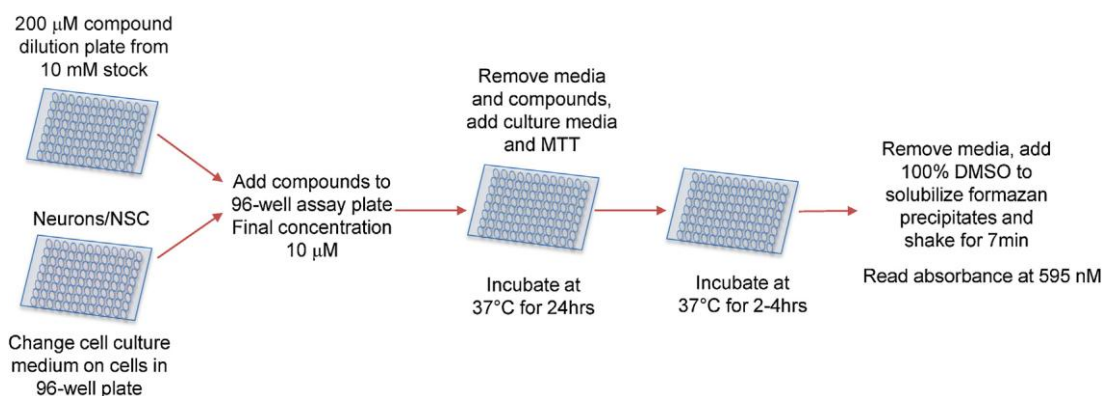 200 μM compound
dilution plate from
10 mM stock
Neurons/NSC
Change cell culture
medium on cells in
96-well plate
Add compounds to
96-well assay plate
Final concentration
10 μM
Remove media
and compounds,
add culture media
and MTT
Incubate at
37°C for 24hrs
Incubate at
37°C for 2-4hrs
Remove media, add
100% DMSO to
solubilize formazan
precipitates and
shake for 7min
Read absorbance at 595 nM